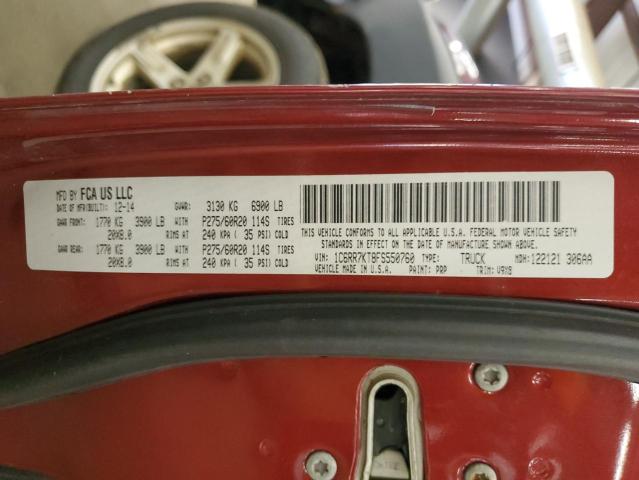 MFD BY FCA US LLC
DATE OF MFR(BUILT): 12-14 GVWR: 3130 KG 6900 LB
GAWR FRONT: 1770 KG 3900 LB WITH P275/60R20 114S TIRES
20X8.0 RIMS AT 240 KPA ( 35 PSI) COLD
GAWR REAR: 1770 KG 3900 LB WITH P275/60R20 114S TIRES
20X8.0 RIMS AT 240 KPA ( 35 PSI) COLD
THIS VEHICLE CONFORMS TO ALL APPLICABLE U.S.A. FEDERAL MOTOR VEHICLE SAFETY
STANDARDS IN EFFECT ON THE DATE OF MANUFACTURE SHOWN ABOVE.
VIN: 1C6RR7KT8FS550760 TYPE: TRUCK MDH: 122121 306AA
VEHICLE MADE IN U.S.A. PAINT: PRP TRIM: V9X9